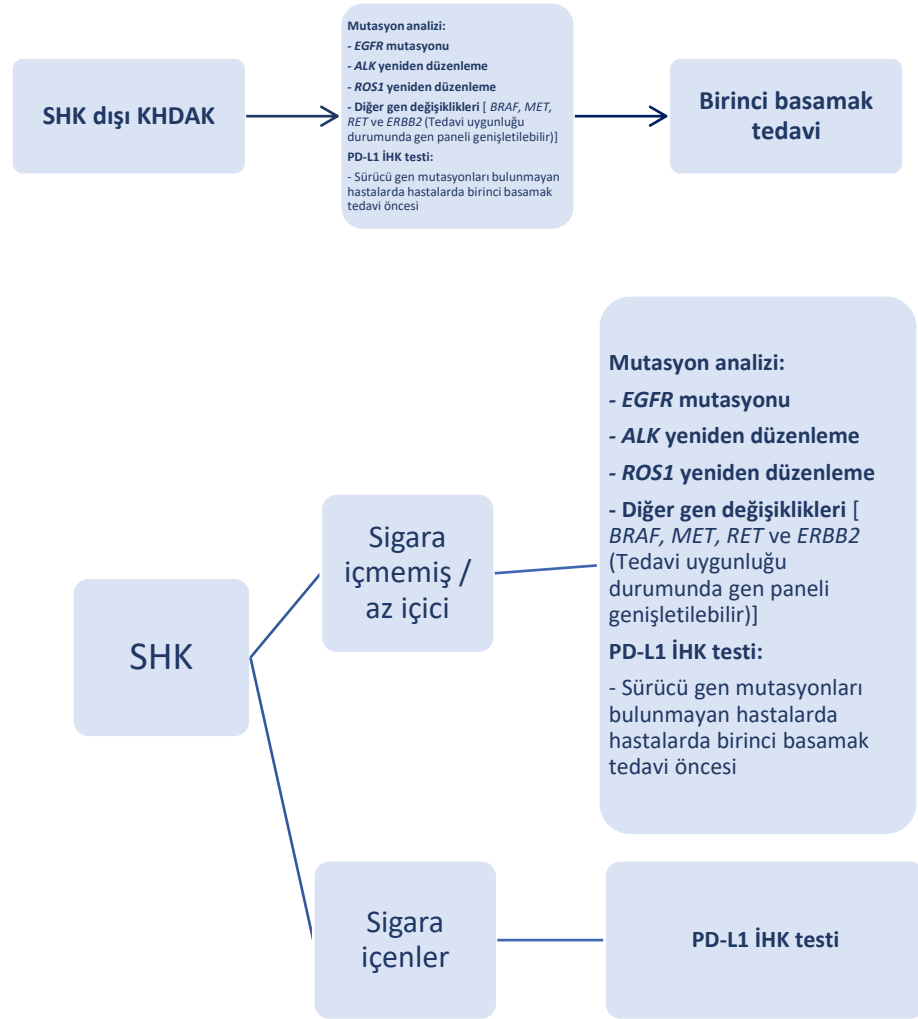 SHK dışı KHDAK
Mutasyon analizi:
- EGFR mutasyonu
- ALK yeniden düzenleme
- ROS1 yeniden düzenleme
- Diğer gen değişiklikleri [ BRAF, MET,
RET ve ERBB2 (Tedavi uygunluğu
durumunda gen paneli genişletilebilir)]
PD-L1 İHK testi:
- Sürücü gen mutasyonları bulunmayan
hastalarda hastalarda birinci basamak
tedavi öncesi
Birinci basamak
tedavi
SHK
Sigara
içmemiş /
az içici
Mutasyon analizi:
- EGFR mutasyonu
- ALK yeniden düzenleme
- ROS1 yeniden düzenleme
- Diğer gen değişiklikleri [
BRAF, MET, RET ve ERBB2
(Tedavi uygunluğu
durumunda gen paneli
genişletilebilir)]
PD-L1 İHK testi:
- Sürücü gen mutasyonları
bulunmayan hastalarda
hastalarda birinci basamak
tedavi öncesi
Sigara
içenler
PD-L1 İHK testi